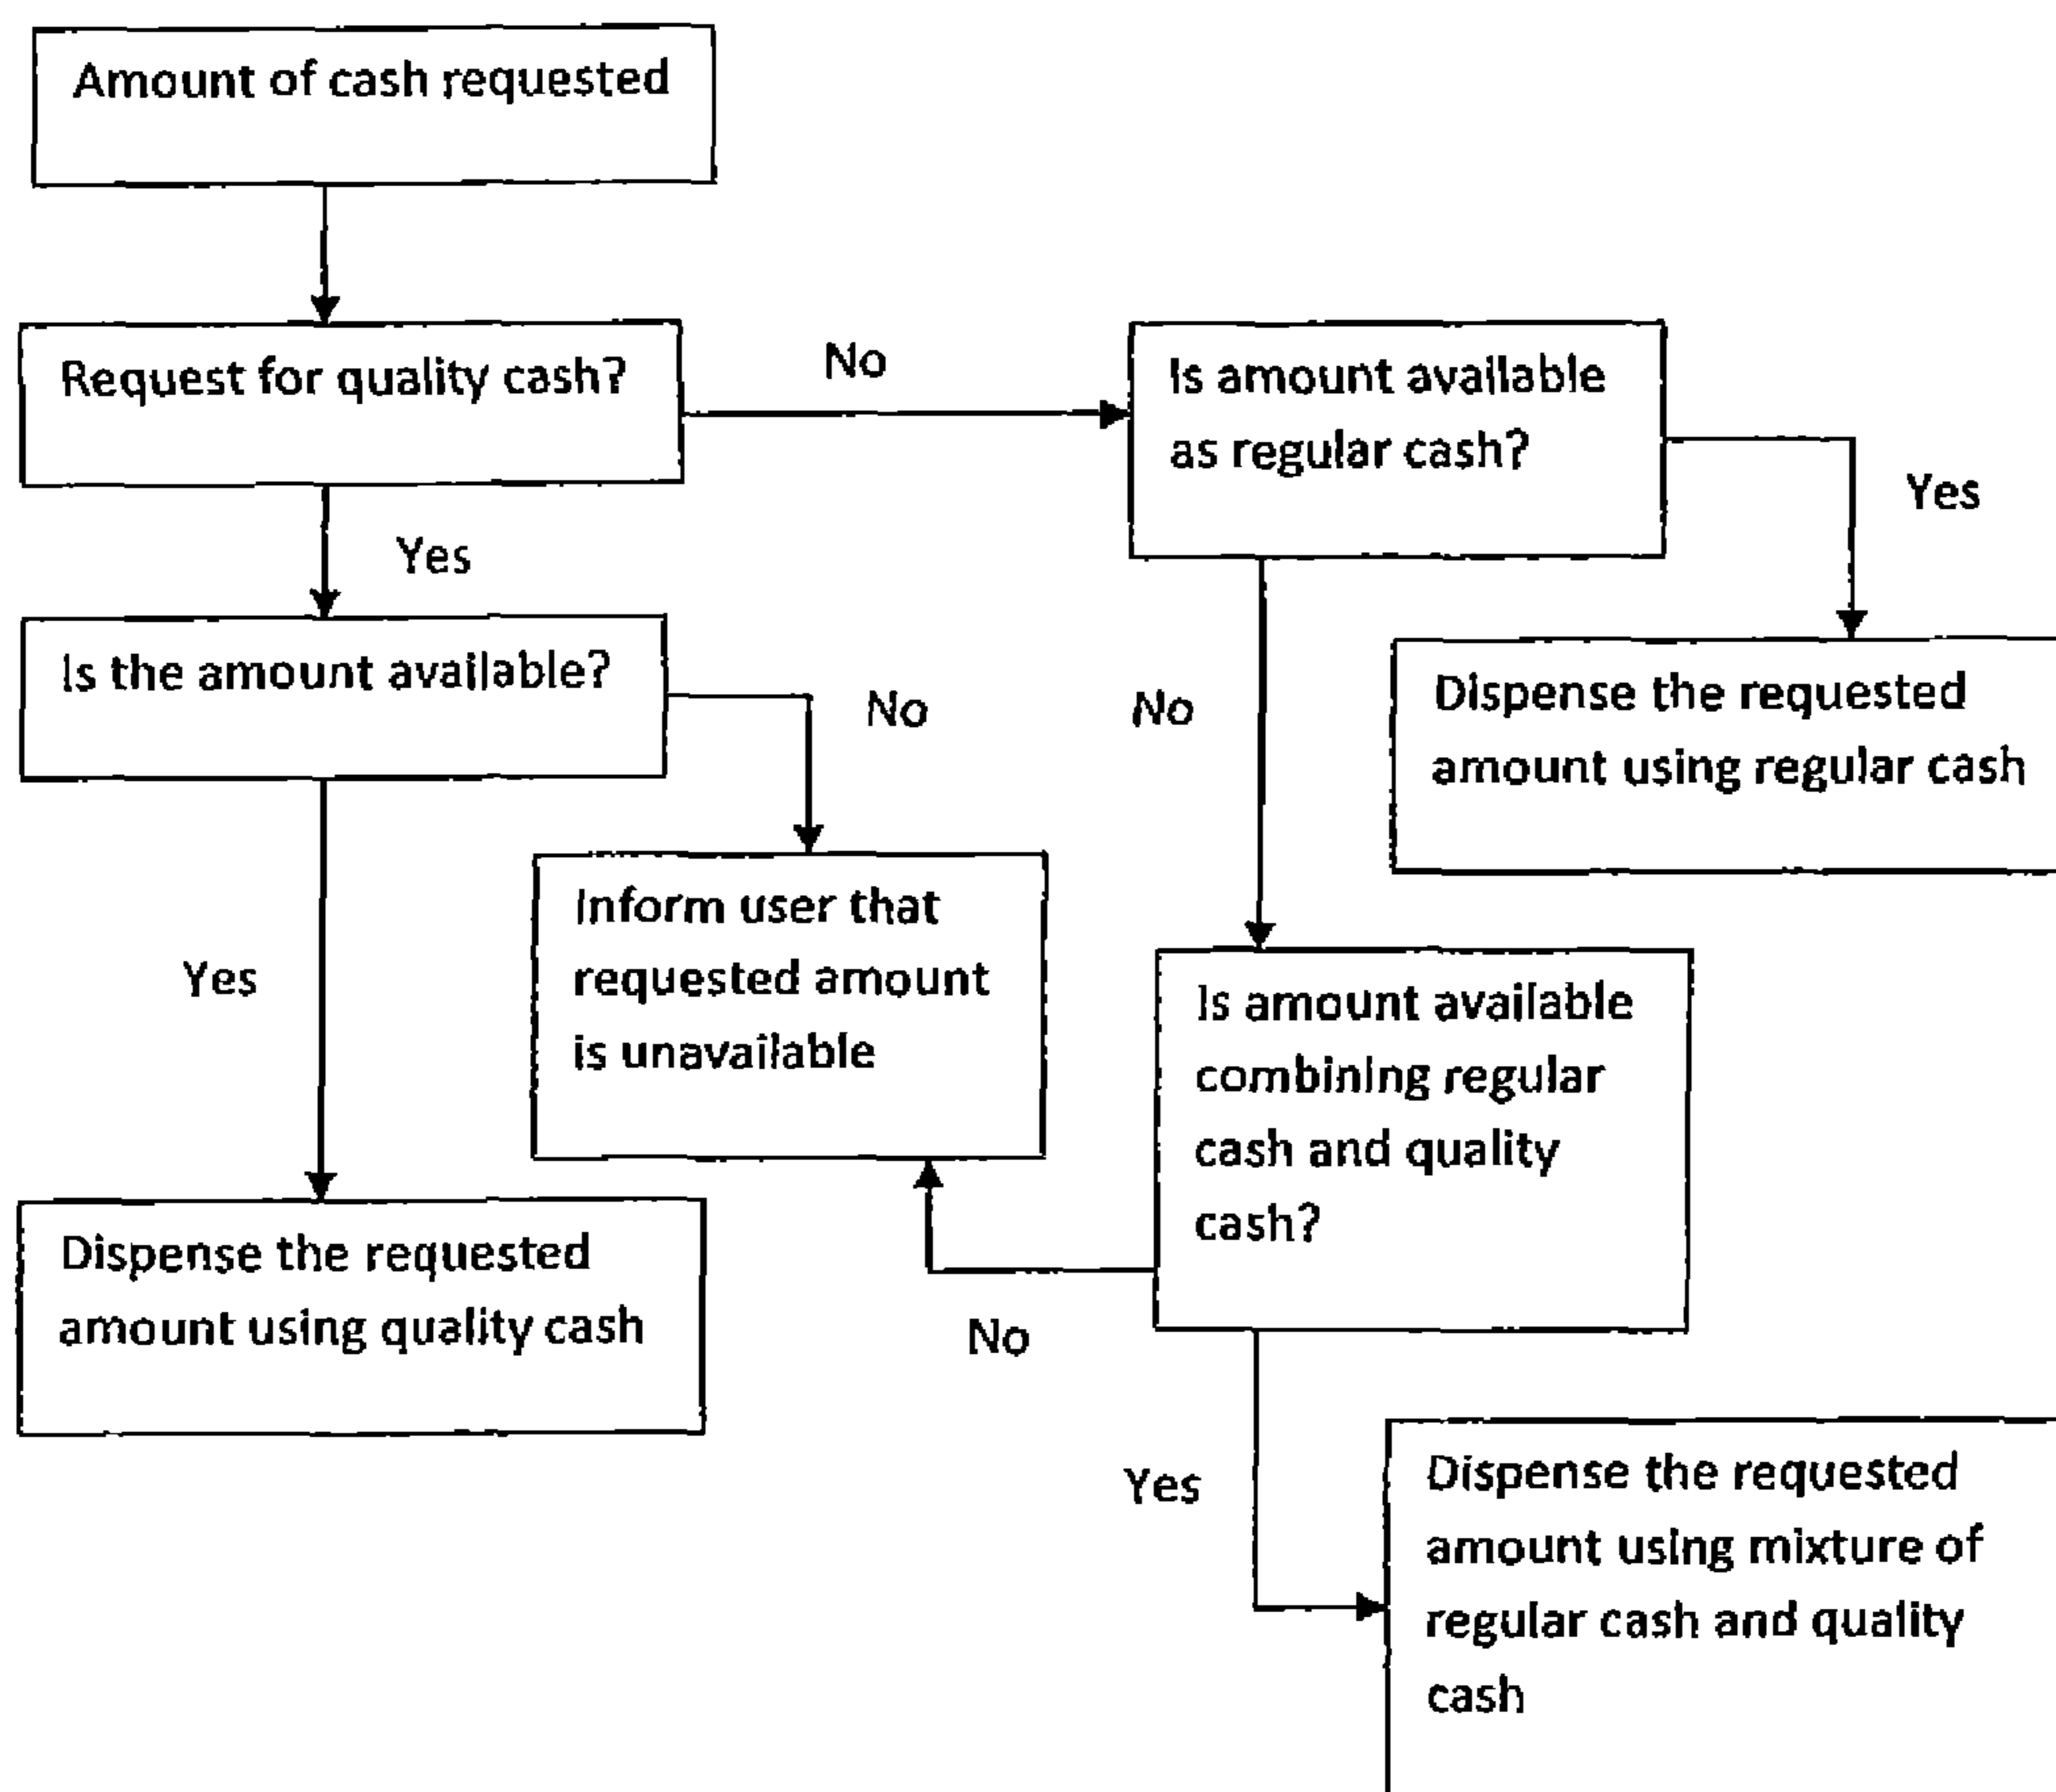 Amount of cash requested
Request for quality cash?
No
Is amount available
as regular cash?
Yes
Yes
Is the amount available?
No
No
Dispense the requested
amount using regular cash
Inform user that
requested amount
is unavailable
Yes
Is amount available
combining regular
cash and quality
cash?
Dispense the requested
amount using quality cash
No
Yes
Dispense the requested
amount using mixture of
regular cash and quality
cash